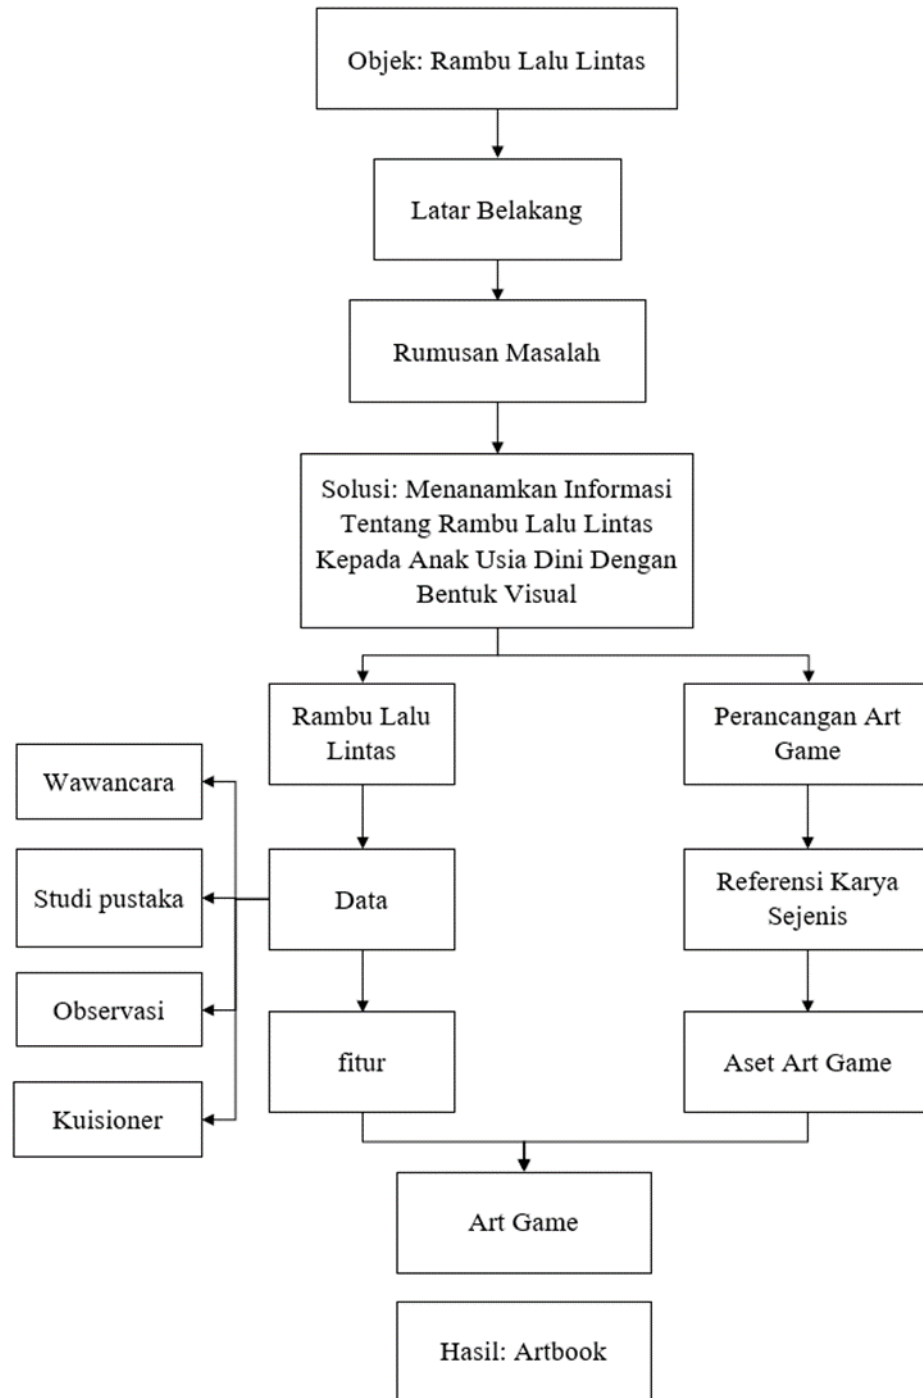 Objek: Rambu Lalu Lintas
Latar Belakang
Rumusan Masalah
Solusi: Menanamkan Informasi
Tentang Rambu Lalu Lintas
Kepada Anak Usia Dini Dengan
Bentuk Visual
Rambu Lalu
Lintas
Perancangan Art
Game
Wawancara
Studi pustaka
Data
Referensi Karya
Sejenis
Observasi
fitur
Aset Art Game
Kuisioner
Art Game
Hasil: Artbook